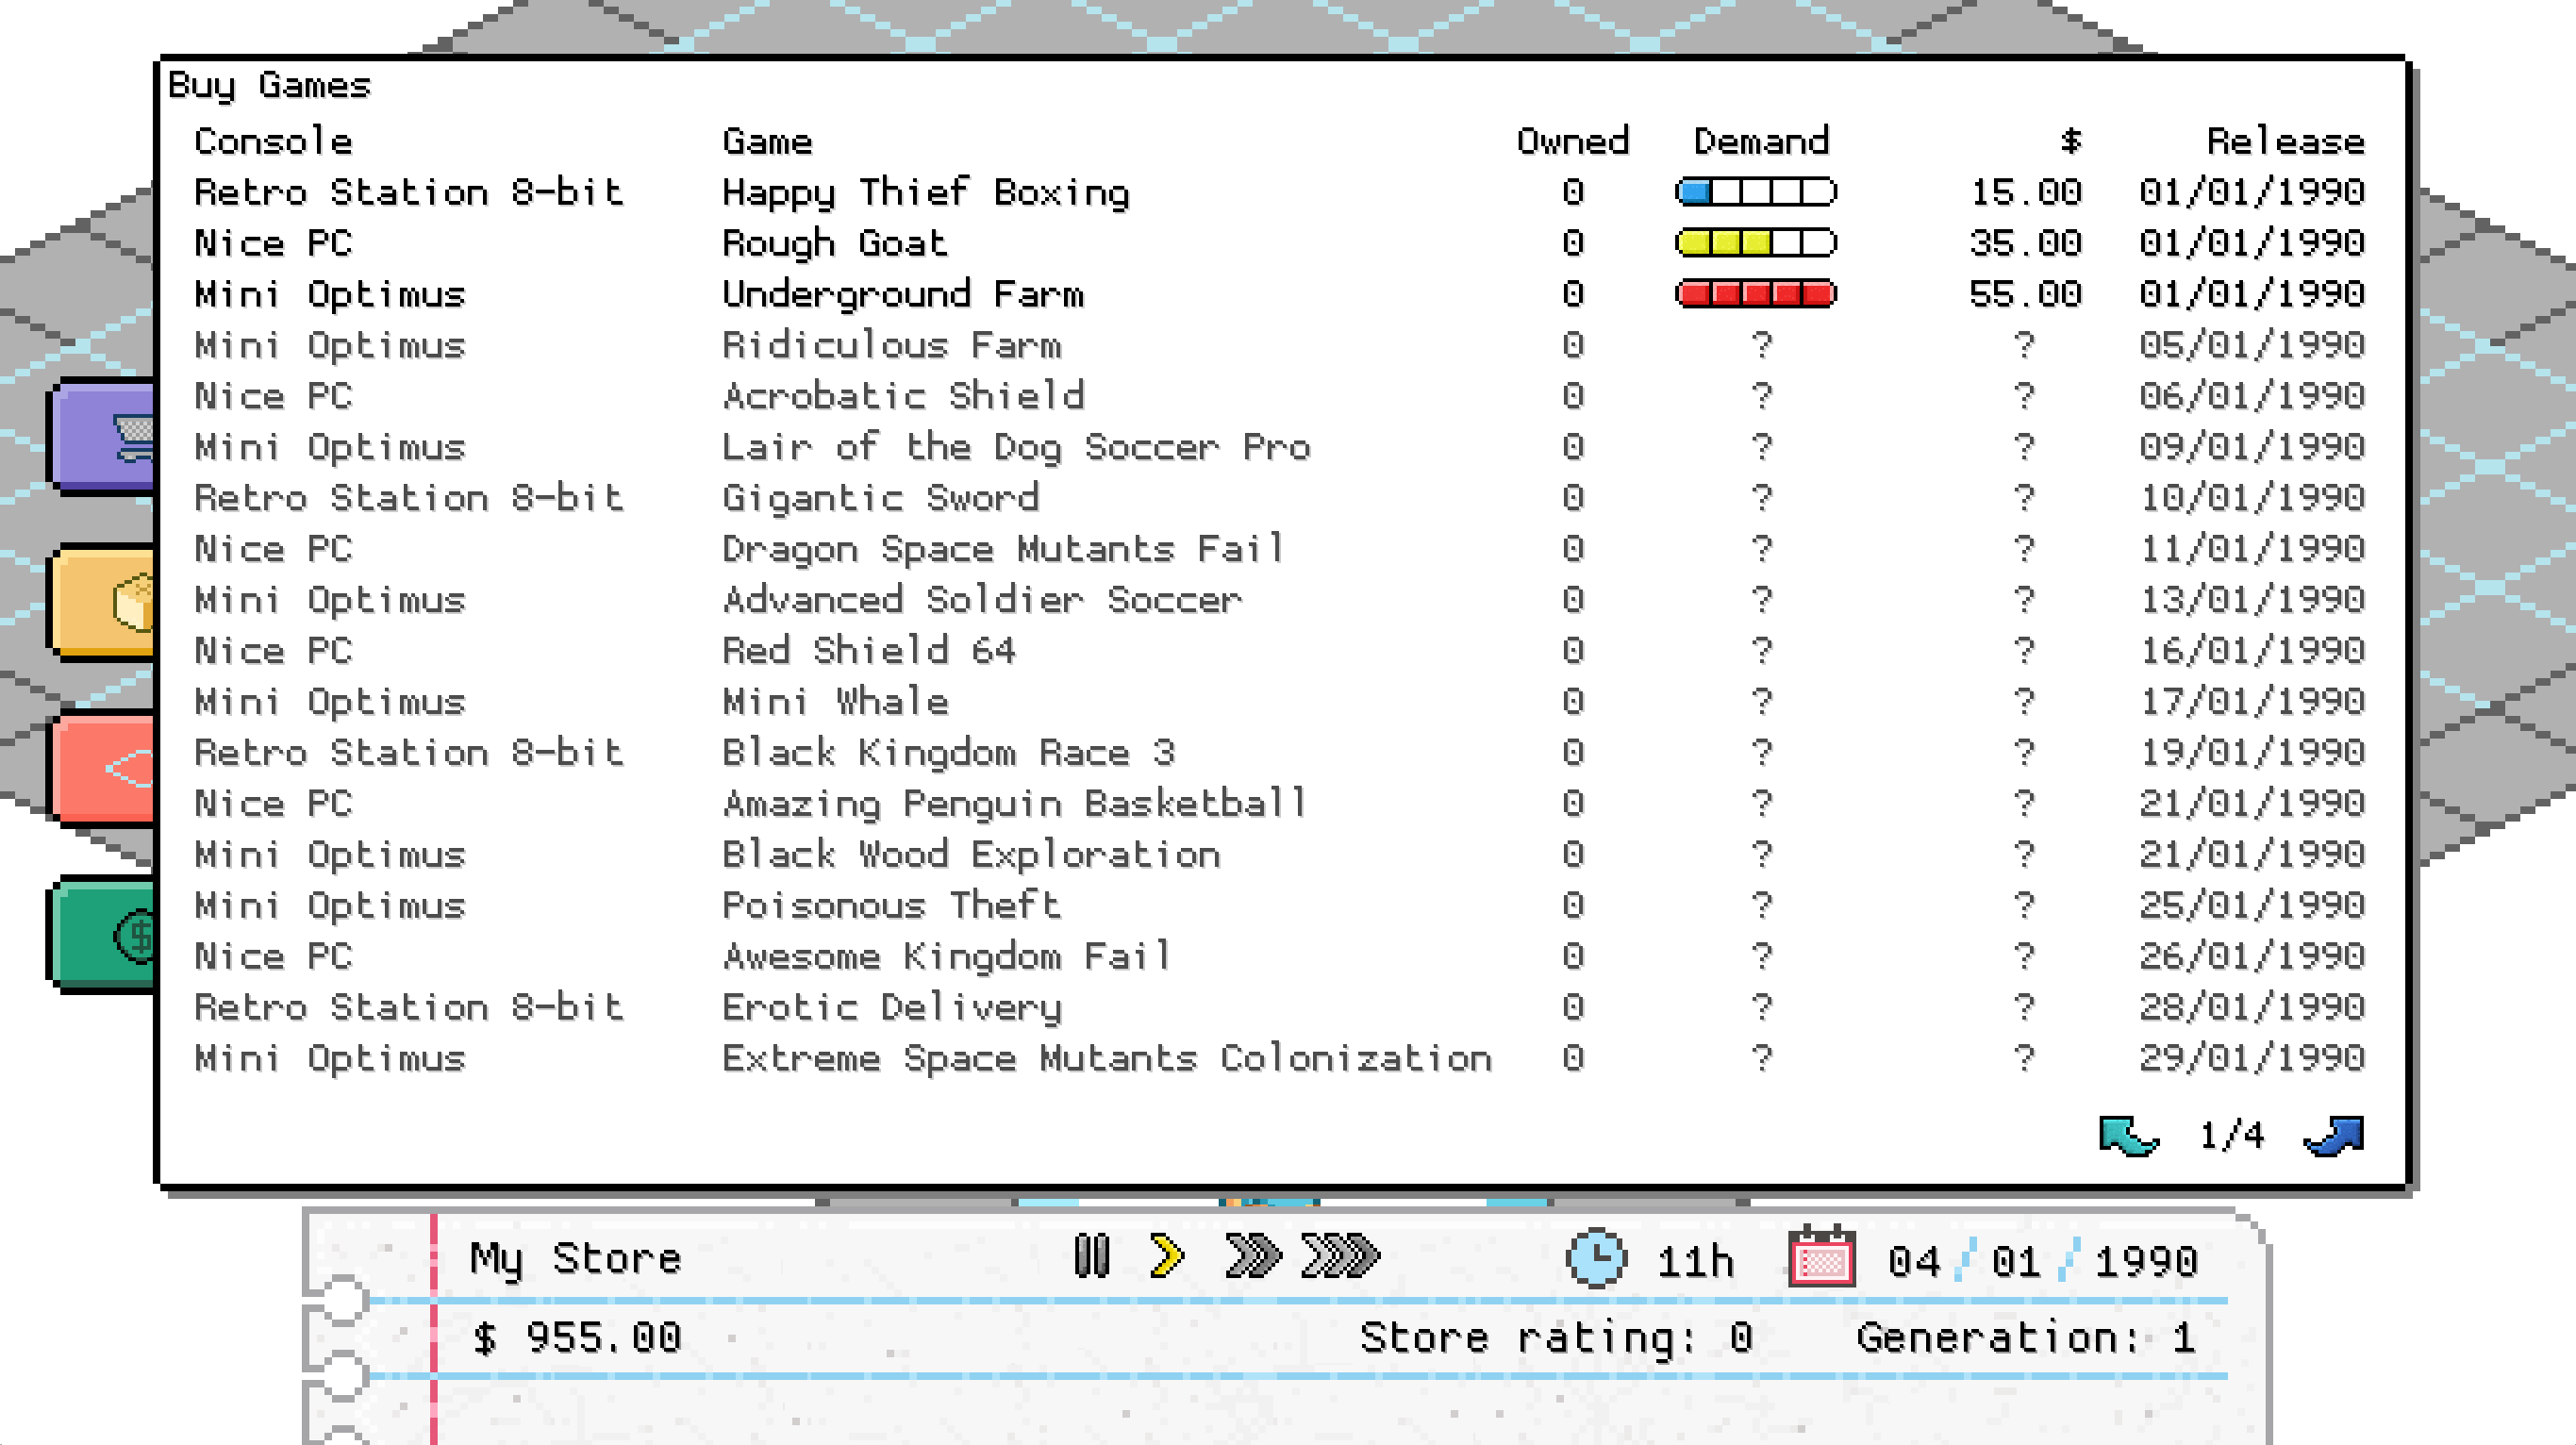 Buy Games
Console Game Owned Demand $ Release
Retro Station 8-bit Happy Thief Boxing 0 15.00 01/01/1990
Nice PC Rough Goat 0 35.00 01/01/1990
Mini Optimus Underground Farm 0 55.00 01/01/1990
Mini Optimus Ridiculous Farm 0 ? ? 05/01/1990
Nice PC Acrobatic Shield 0 ? ? 06/01/1990
Mini Optimus Lair of the Dog Soccer Pro 0 ? ? 09/01/1990
Retro Station 8-bit Gigantic Sword 0 ? ? 10/01/1990
Nice PC Dragon Space Mutants Fail 0 ? ? 11/01/1990
Mini Optimus Advanced Soldier Soccer 0 ? ? 13/01/1990
Nice PC Red Shield 64 0 ? ? 16/01/1990
Mini Optimus Mini Whale 0 ? ? 17/01/1990
Retro Station 8-bit Black Kingdom Race 3 0 ? ? 19/01/1990
Nice PC Amazing Penguin Basketball 0 ? ? 21/01/1990
Mini Optimus Black Wood Exploration 0 ? ? 21/01/1990
Mini Optimus Poisonous Theft 0 ? ? 25/01/1990
Nice PC Awesome Kingdom Fail 0 ? ? 26/01/1990
Retro Station 8-bit Erotic Delivery 0 ? ? 28/01/1990
Mini Optimus Extreme Space Mutants Colonization 0 ? ? 29/01/1990
1/4
My Store 11h 04/01/1990
$ 955.00 Store rating: 0 Generation: 1